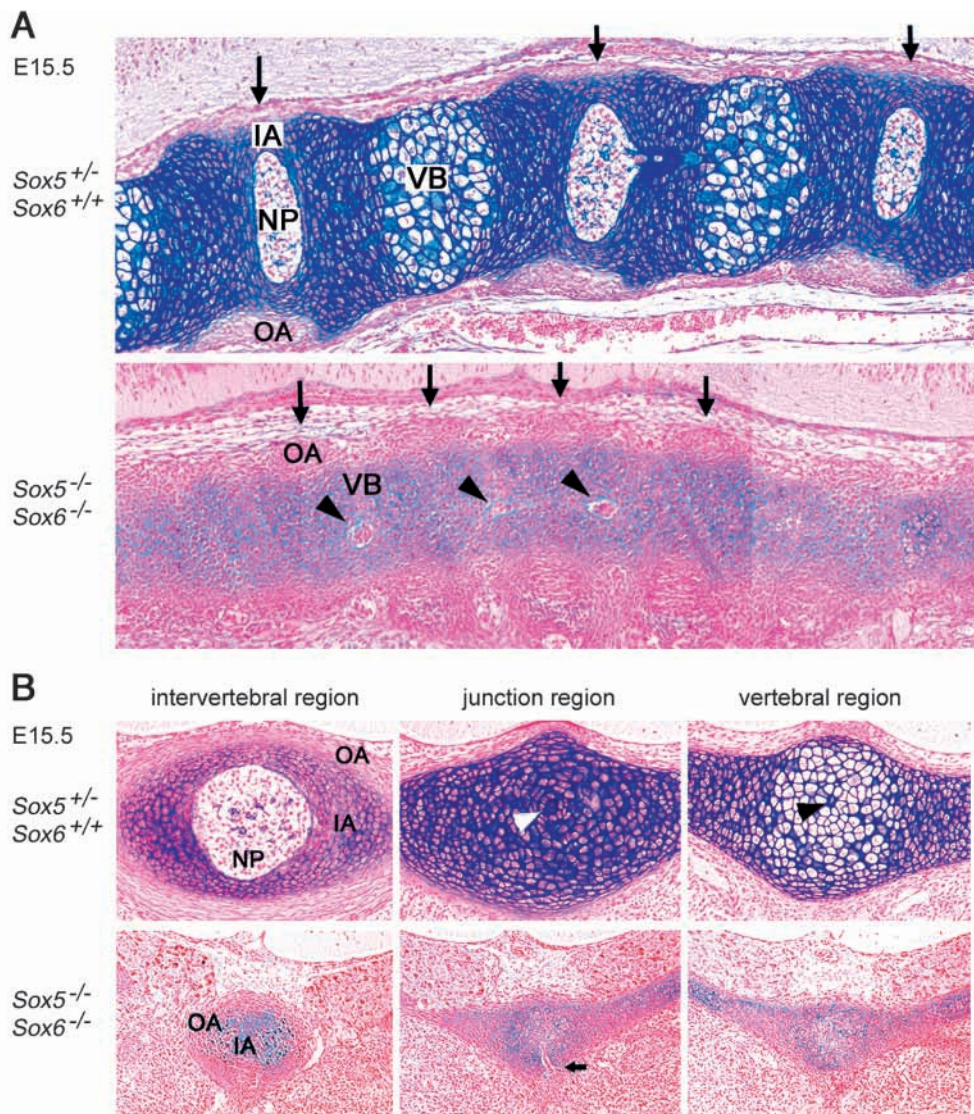 A
E15.5
IA
NP
VB
OA
Sox5+/-
Sox6+/+
OA
VB
Sox5-/-
Sox6-/-
B
intervertebral region junction region vertebral region
E15.5
OA
IA
NP
Sox5+/-
Sox6+/+
OA
IA
Sox5-/-
Sox6-/-